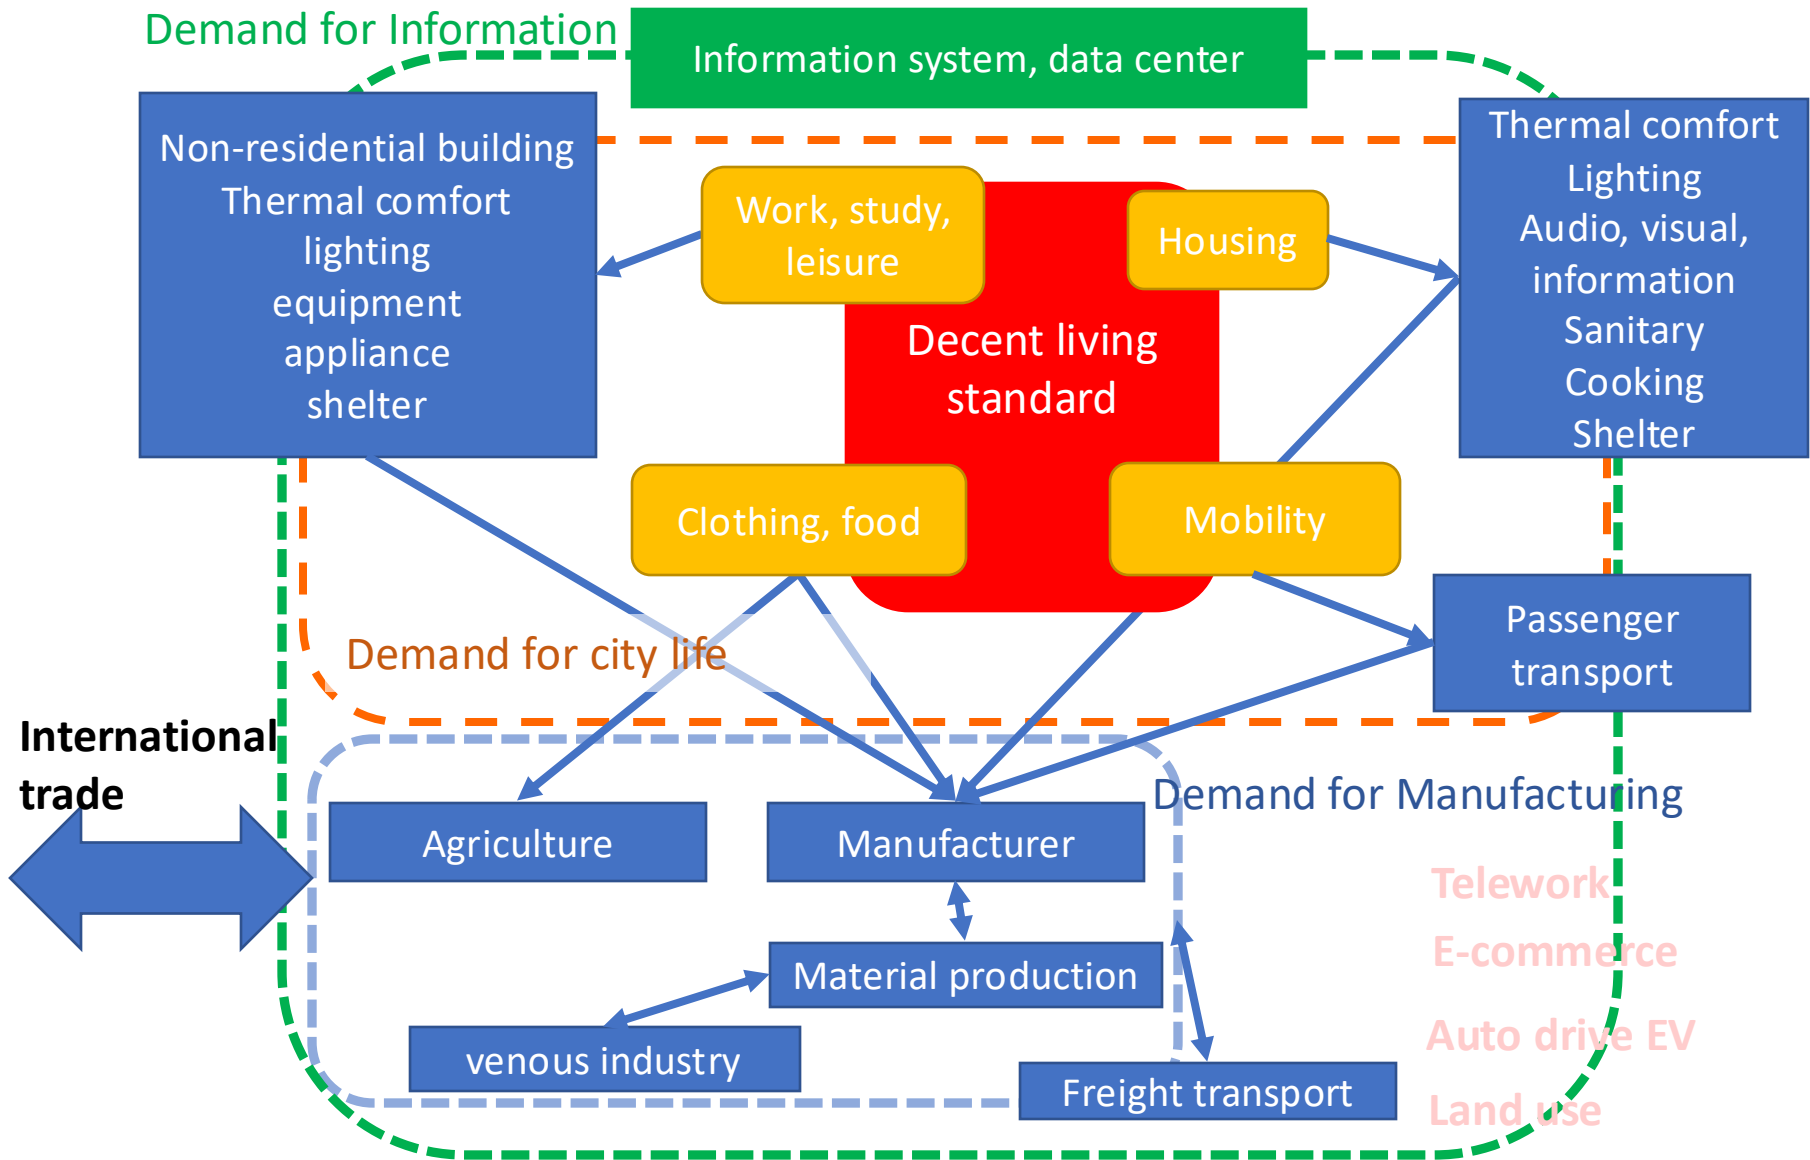 Demand for Information
Information system, data center
Non-residential building
Thermal comfort
lighting
equipment
appliance
shelter
Work, study,
leisure
Housing
Thermal comfort
Lighting
Audio, visual,
information
Sanitary
Cooking
Shelter
Decent living
standard
Clothing, food
Mobility
Passenger
transport
Demand for city life
International
trade
Demand for Manufacturing
Agriculture
Manufacturer
Telework
E-commerce
Material production
Auto drive EV
venous industry
Freight transport
Land use